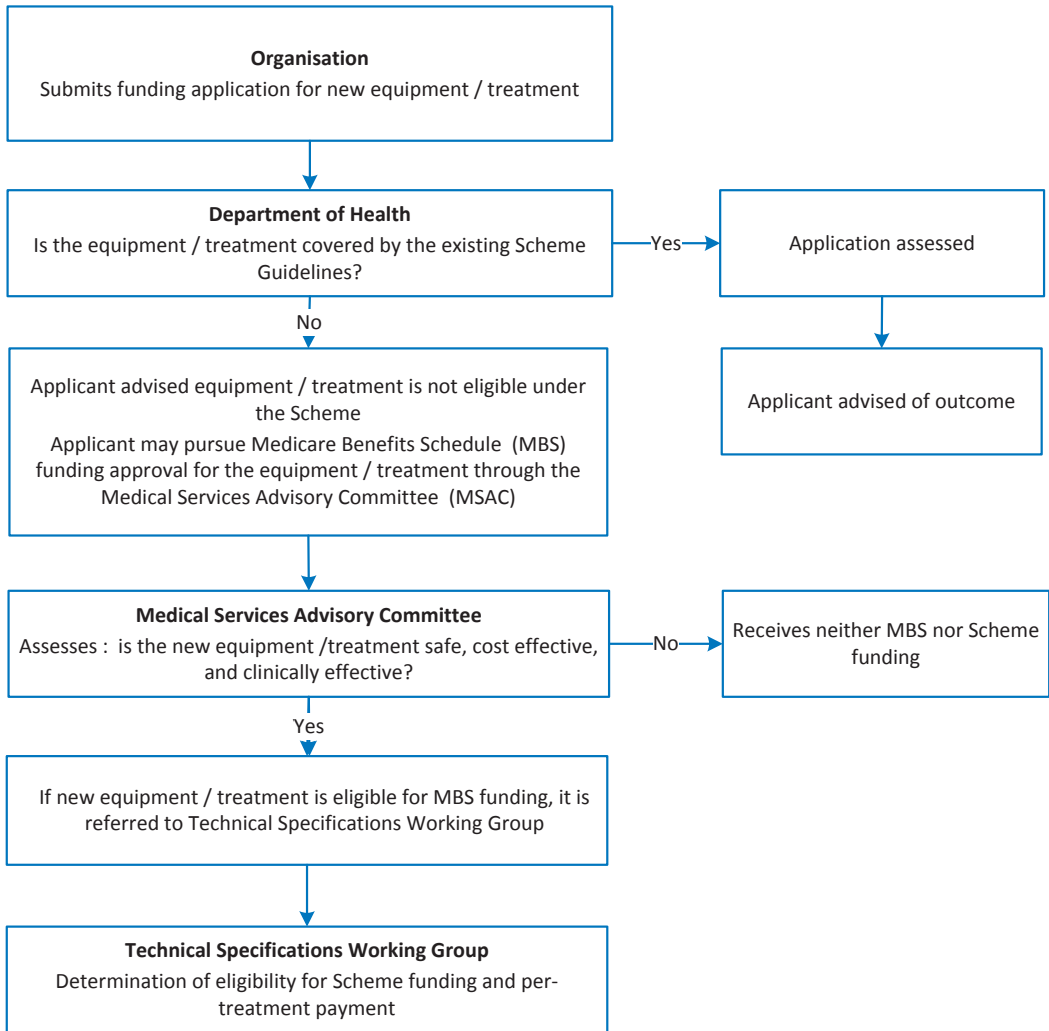 Organisation
Submits funding application for new equipment / treatment
Department of Health
Is the equipment / treatment covered by the existing Scheme
Guidelines?
Yes
Application assessed
No
Applicant advised of outcome
Applicant advised equipment / treatment is not eligible under
the Scheme
Applicant may pursue Medicare Benefits Schedule (MBS)
funding approval for the equipment / treatment through the
Medical Services Advisory Committee (MSAC)
Medical Services Advisory Committee
Assesses : is the new equipment /treatment safe, cost effective,
and clinically effective?
No
Receives neither MBS nor Scheme
funding
Yes
If new equipment / treatment is eligible for MBS funding, it is
referred to Technical Specifications Working Group
Technical Specifications Working Group
Determination of eligibility for Scheme funding and per-
treatment payment